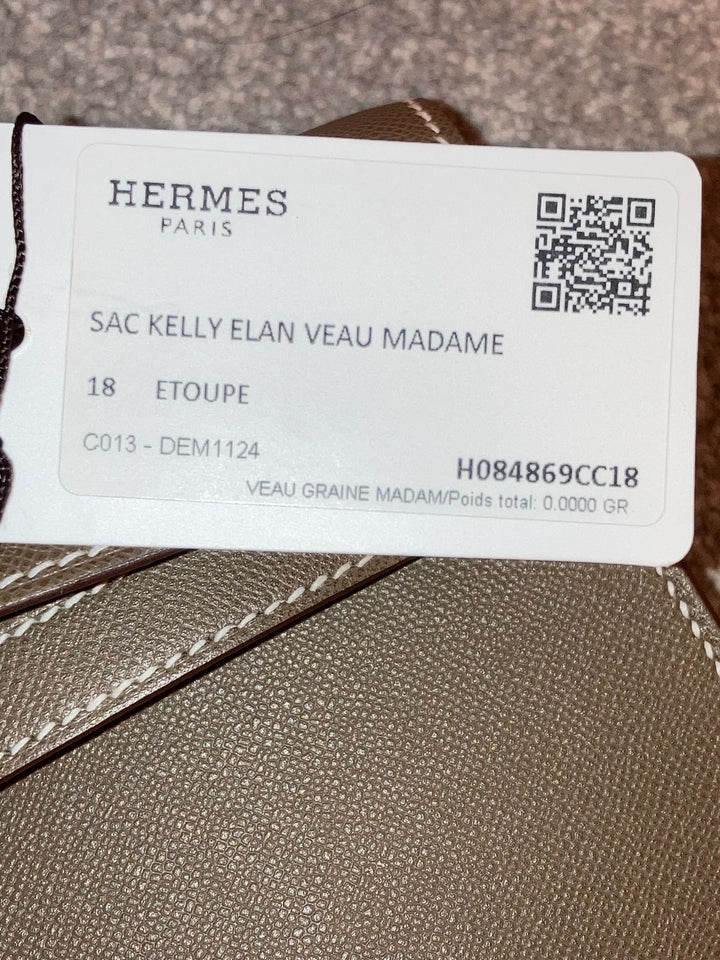 HERMES
PARIS
SAC KELLY ELAN VEAU MADAME
18 ETOUPE
C013 - DEM1124
H084869CC18
VEAU GRAINE MADAM/Poids total: 0.0000 GR